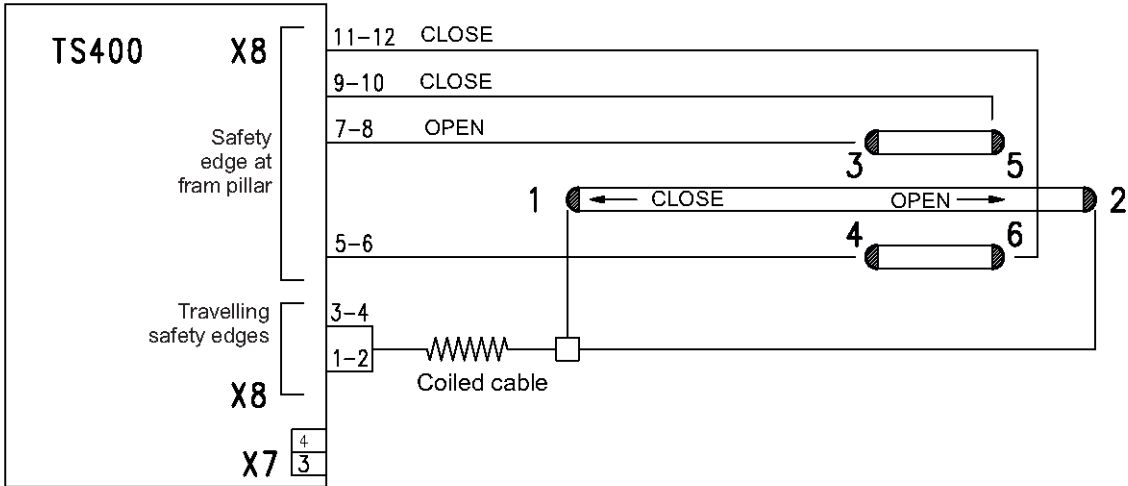 TS400 X8
11-12 CLOSE
9-10 CLOSE
7-8 OPEN
Safety
edge at
fram pillar
3 5
1 CLOSE OPEN 2
4 6
5-6
Travelling
safety edges
3-4
1-2
X8
Coiled cable
4
X7 3